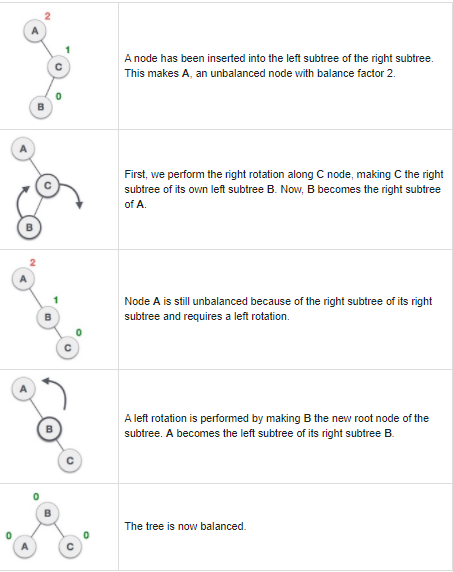 2
A
1
C
0
B
A node has been inserted into the left subtree of the right subtree.
This makes A, an unbalanced node with balance factor 2.
A
C
B
First, we perform the right rotation along C node, making C the right
subtree of its own left subtree B. Now, B becomes the right subtree
of A.
2
A
1
B
0
C
Node A is still unbalanced because of the right subtree of its right
subtree and requires a left rotation.
A
B
C
A left rotation is performed by making B the new root node of the
subtree. A becomes the left subtree of its right subtree B.
0
B
0
0
A
C
The tree is now balanced.